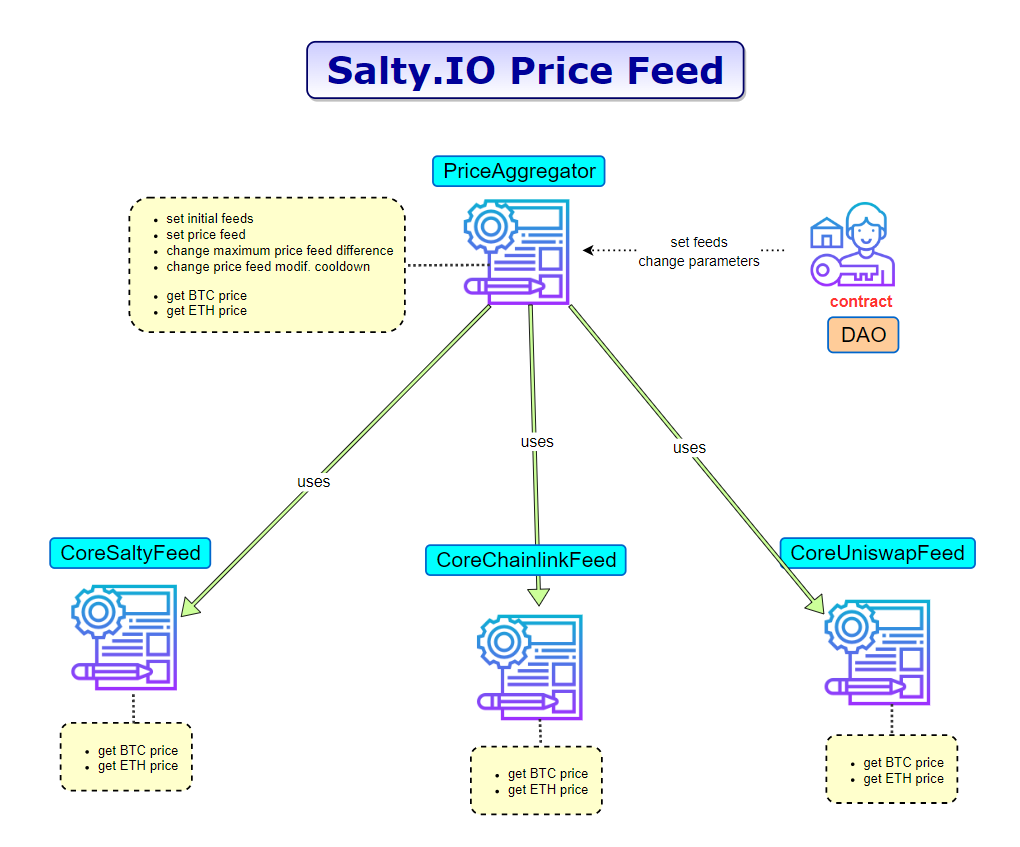 Salty.IO Price Feed
PriceAggregator
• set initial feeds
• set price feed
• change maximum price feed difference
• change price feed modif. cooldown
• get BTC price
• get ETH price
set feeds
change parameters
contract
DAO
uses
uses
uses
CoreSaltyFeed
CoreChainlinkFeed
CoreUniswapFeed
• get BTC price
• get ETH price
• get BTC price
• get ETH price
• get BTC price
• get ETH price